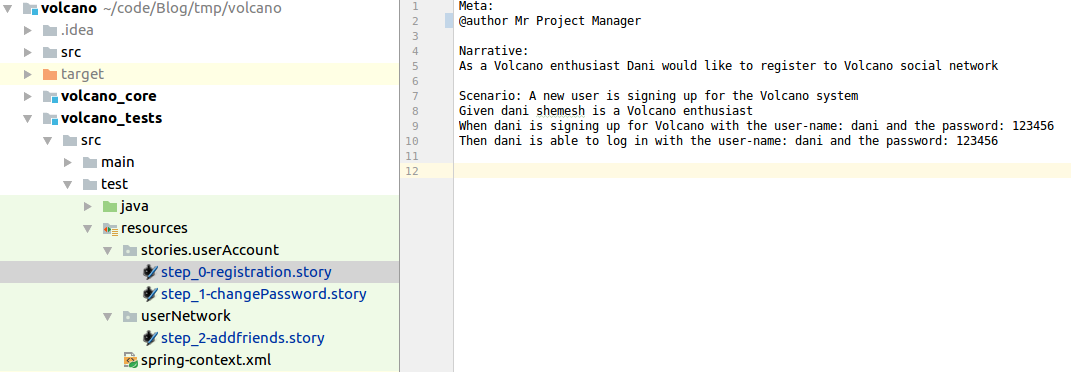 volcano ~/code/Blog/tmp/volcano
.idea
src
target
volcano_core
volcano_tests
src
main
test
java
resources
stories.userAccount
step_0-registration.story
step_1-changePassword.story
userNetwork
step_2-addfriends.story
spring-context.xml
1 Meta:
2 @author Mr Project Manager
3
4 Narrative:
5 As a Volcano enthusiast Dani would like to register to Volcano social network
6
7 Scenario: A new user is signing up for the Volcano system
8 Given dani shemesh is a Volcano enthusiast
9 When dani is signing up for Volcano with the user-name: dani and the password: 123456
10 Then dani is able to log in with the user-name: dani and the password: 123456
11
12